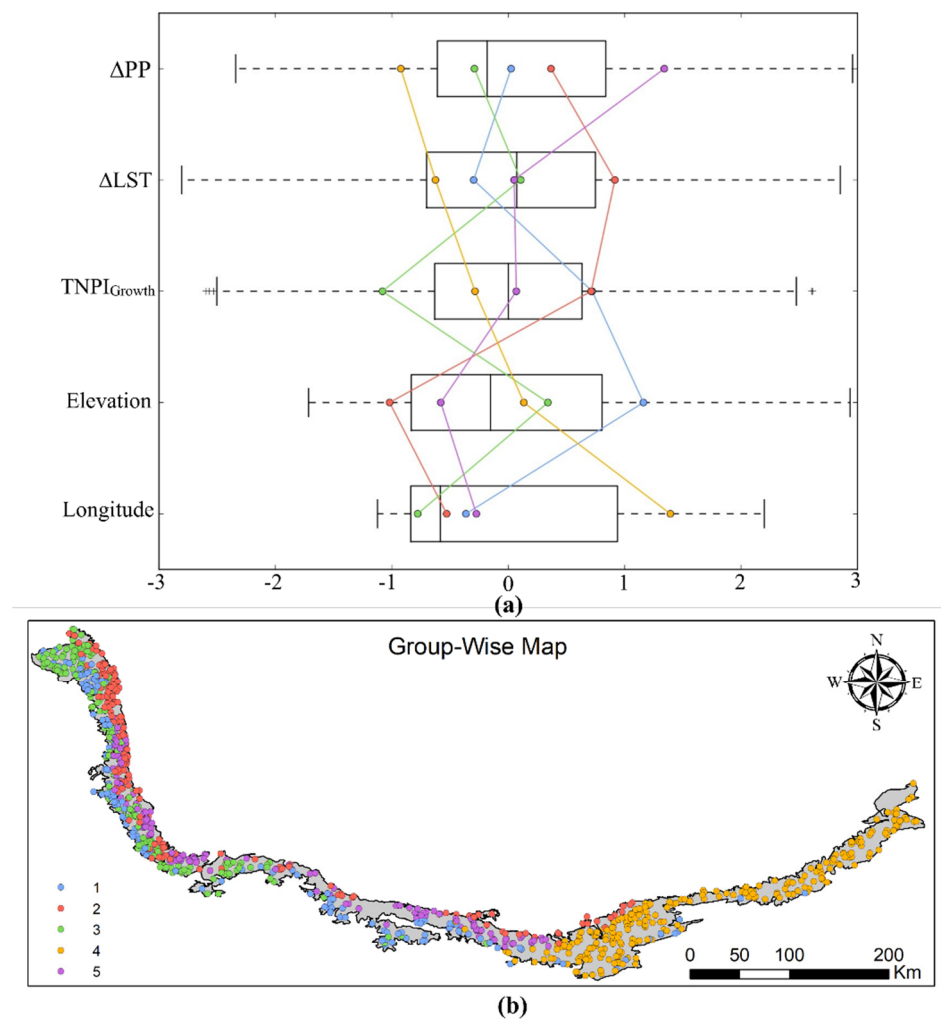 ΔPP
ΔLST
TNPIGrowth
Elevation
Longitude
-3 -2 -1 0 1 2 3
(a)
Group-Wise Map
N
W E
S
1
2
3
4
5
0 50 100 200
Km
(b)